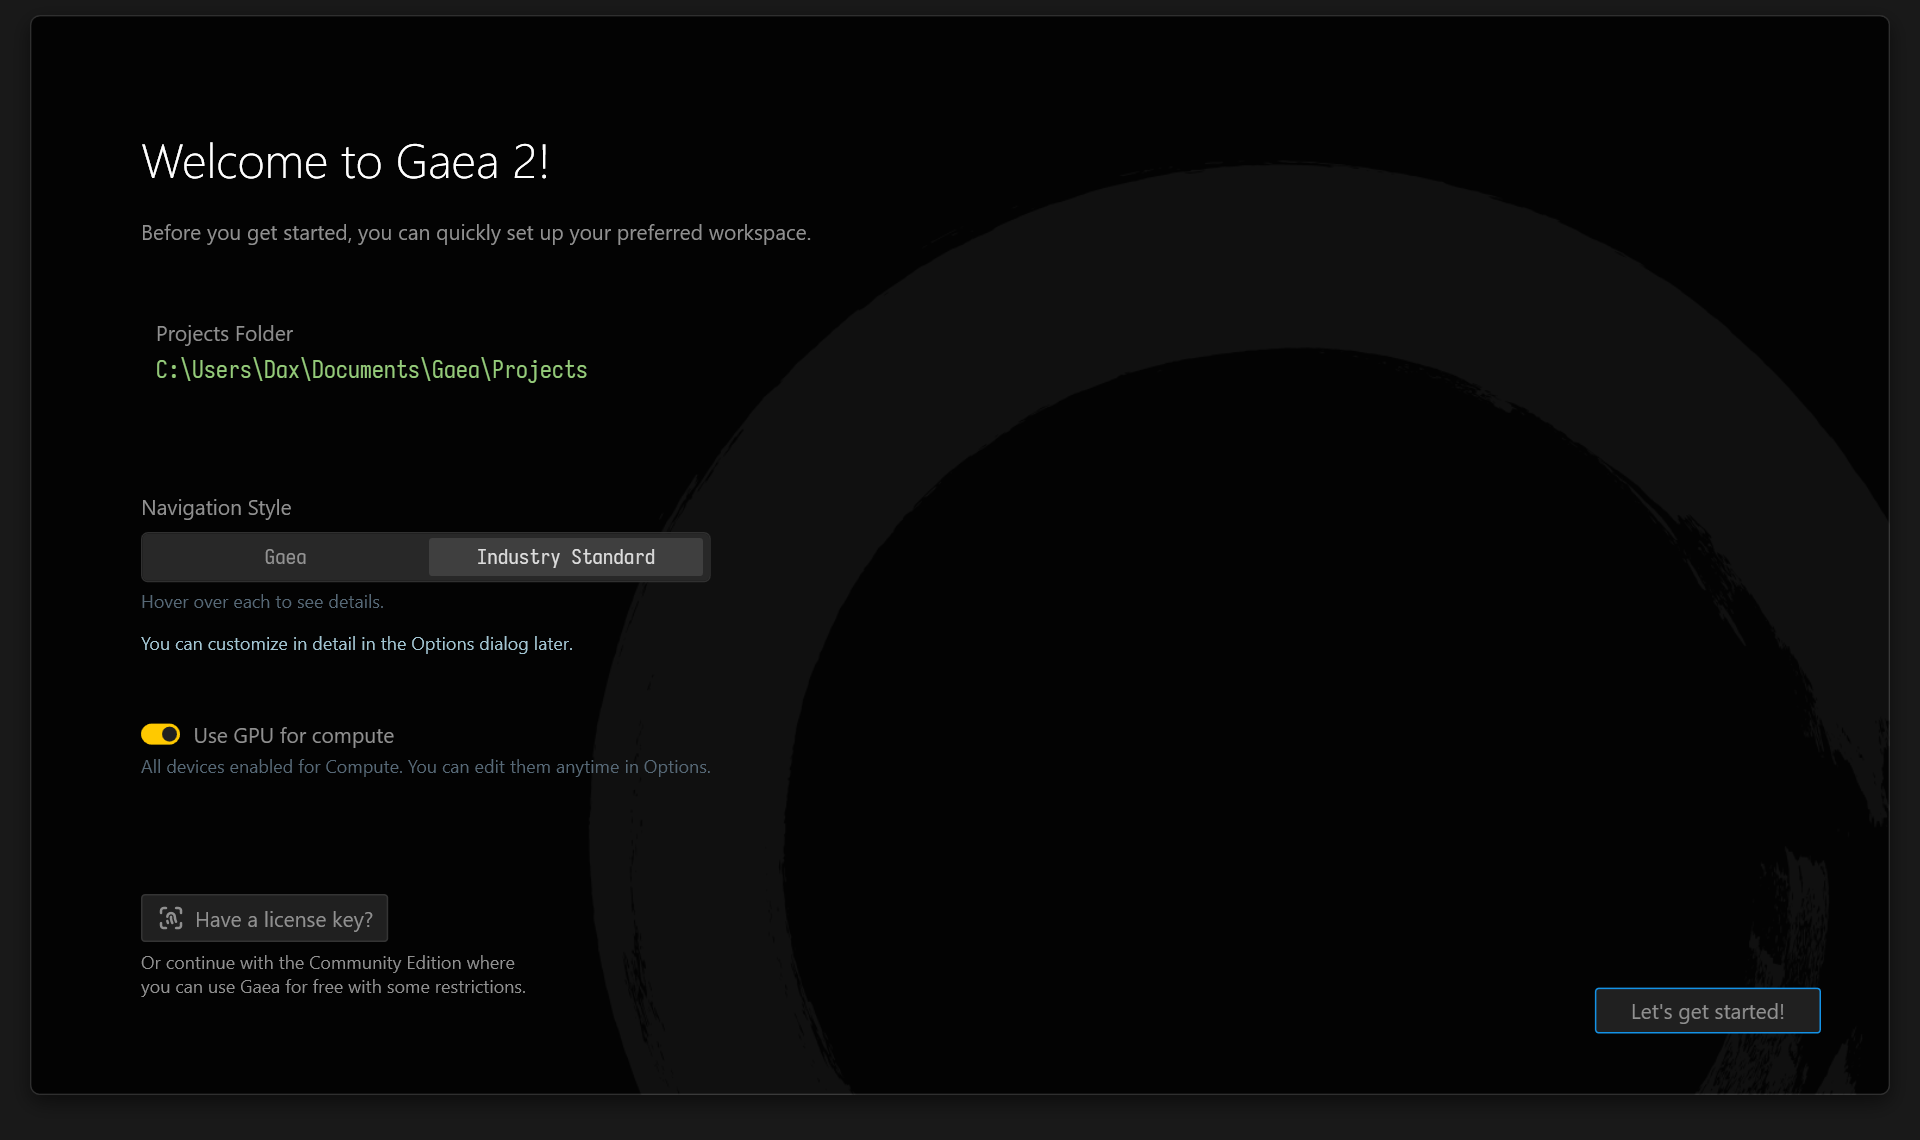 Welcome to Gaea 2!
Before you get started, you can quickly set up your preferred workspace.
Projects Folder
C:\Users\Dax\Documents\Gaea\Projects
Navigation Style
Gaea
Industry Standard
Hover over each to see details.
You can customize in detail in the Options dialog later.
Use GPU for compute
All devices enabled for Compute. You can edit them anytime in Options.
Have a license key?
Or continue with the Community Edition where
you can use Gaea for free with some restrictions.
Let's get started!